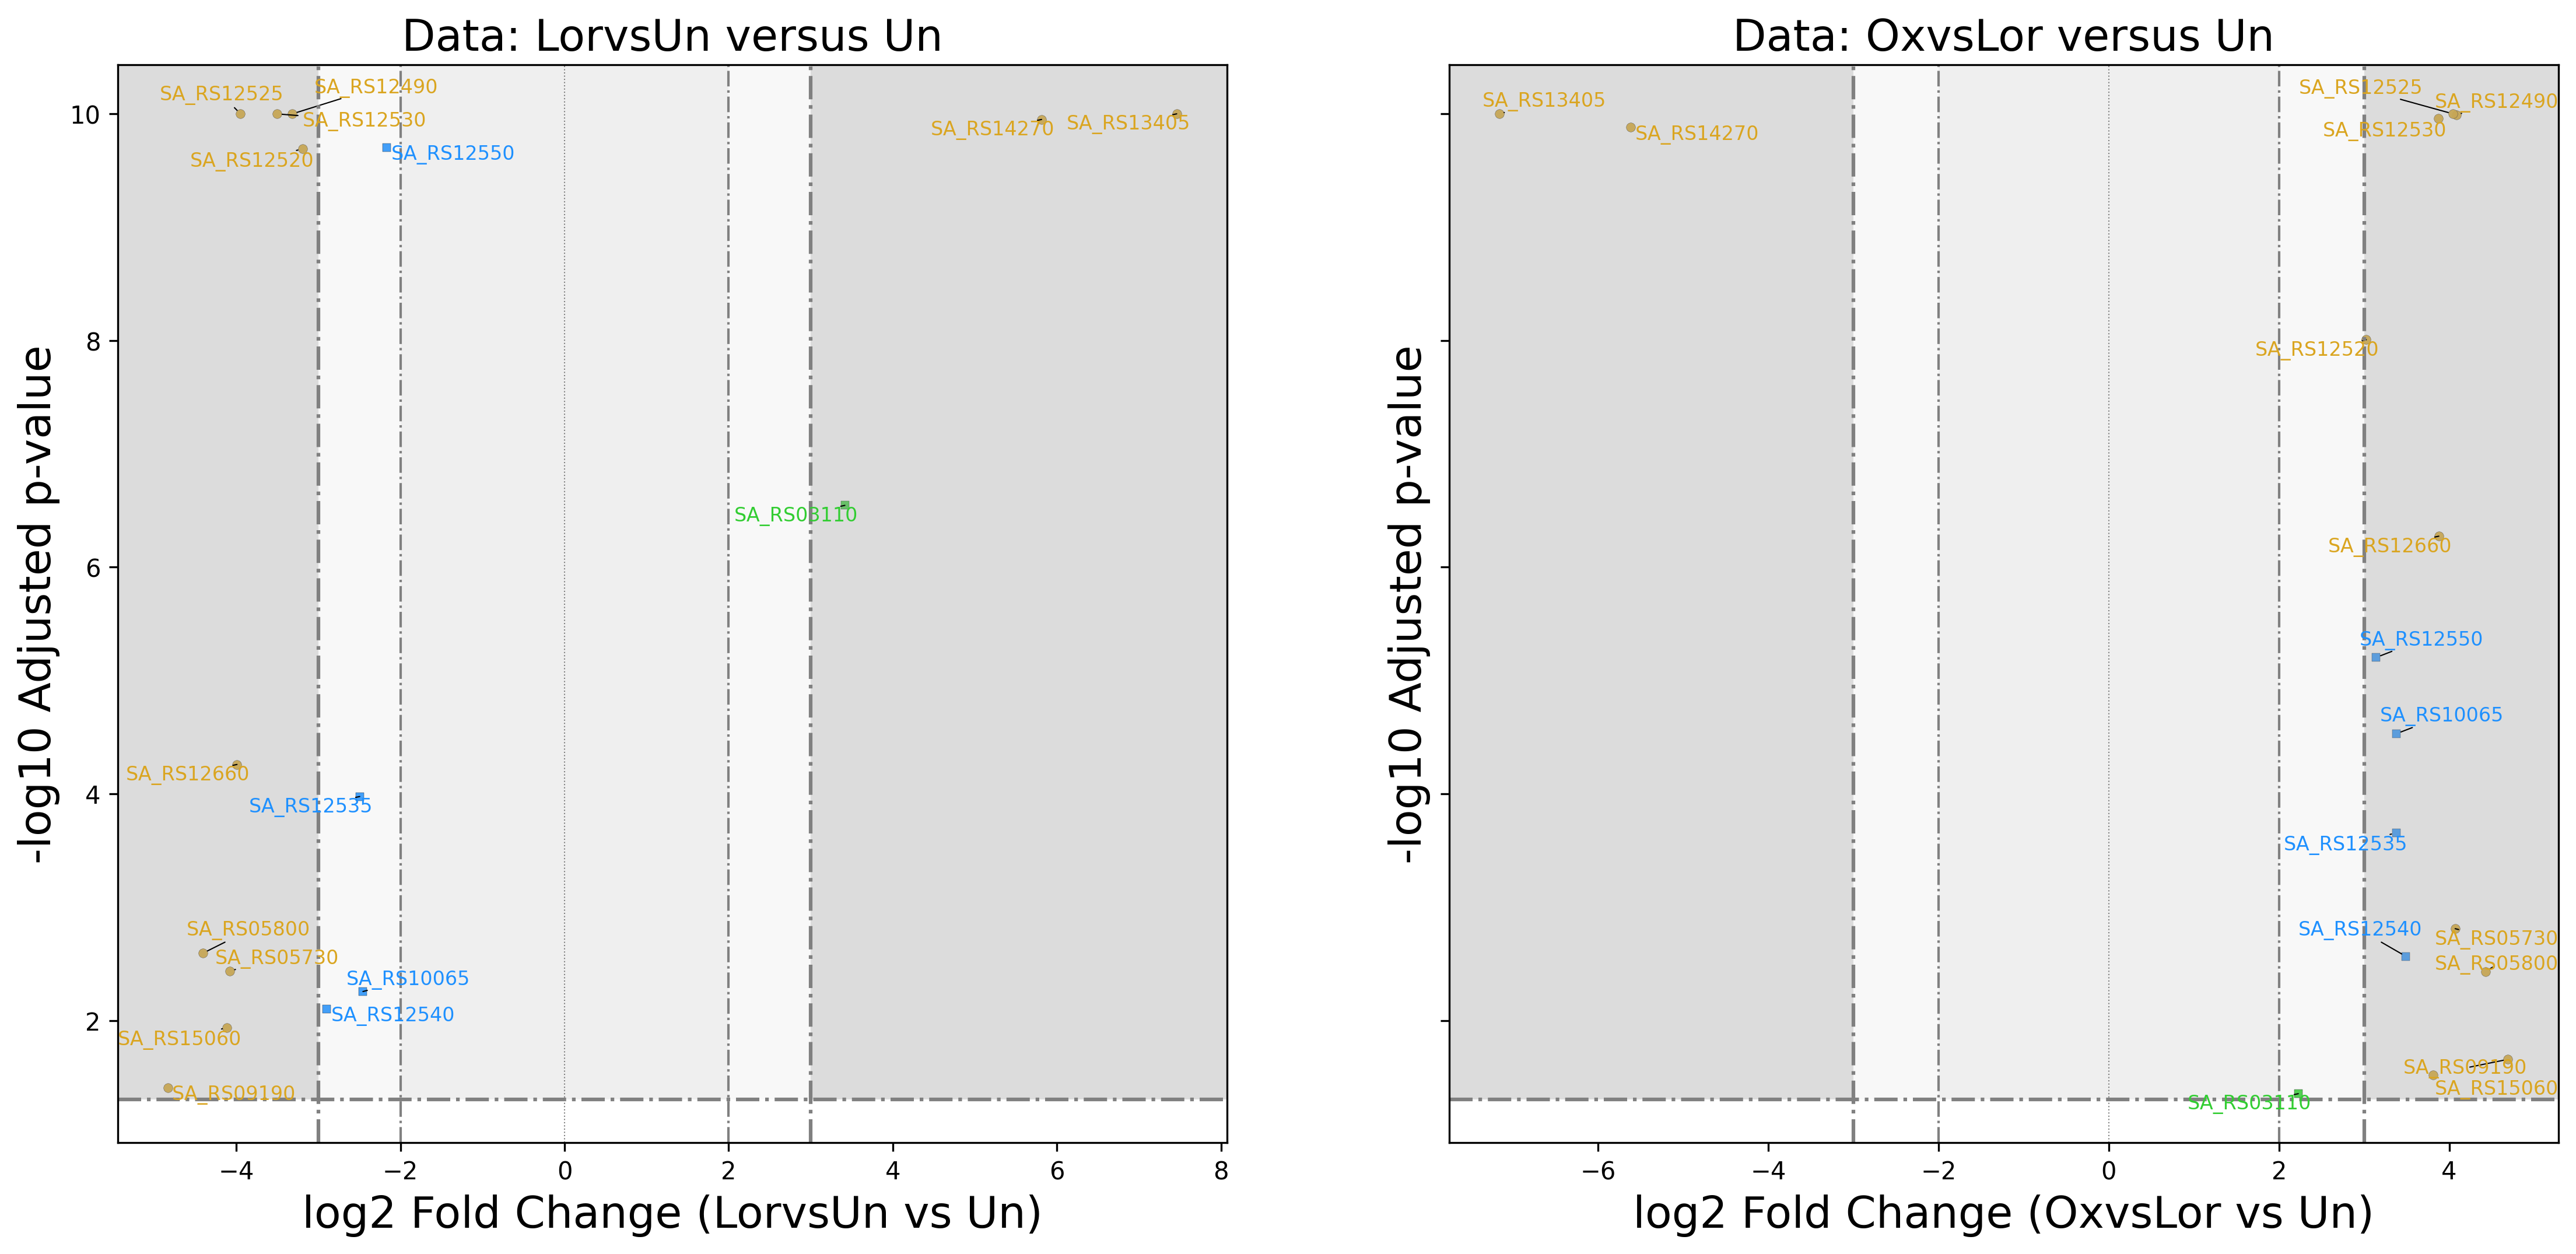 Data: LorvsUn versus Un
SA_RS12525
SA_RS12490
SA_RS12530
SA_RS12520
SA_RS12550
SA_RS14270
SA_RS13405
SA_RS03110
SA_RS12660
SA_RS12535
SA_RS05800
SA_RS05730
SA_RS10065
SA_RS12540
SA_RS15060
SA_RS09190
10
8
6
4
2
-log10 Adjusted p-value
−4
−2
0
2
4
6
8
log2 Fold Change (LorvsUn vs Un)
Data: OxvsLor versus Un
SA_RS13405
SA_RS14270
SA_RS12525
SA_RS12490
SA_RS12530
SA_RS12520
SA_RS12660
SA_RS12550
SA_RS10065
SA_RS12535
SA_RS12540
SA_RS05730
SA_RS05800
SA_RS09190
SA_RS15060
SA_RS03110
-log10 Adjusted p-value
−6
−4
−2
0
2
4
log2 Fold Change (OxvsLor vs Un)